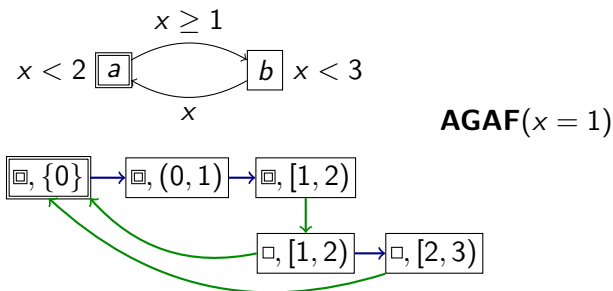 x ≥ 1
x < 2 a b x < 3
x
AGAF(x = 1)
⧈, {0} ⧈, (0, 1) ⧈, [1, 2)
□, [1, 2) □, [2, 3)